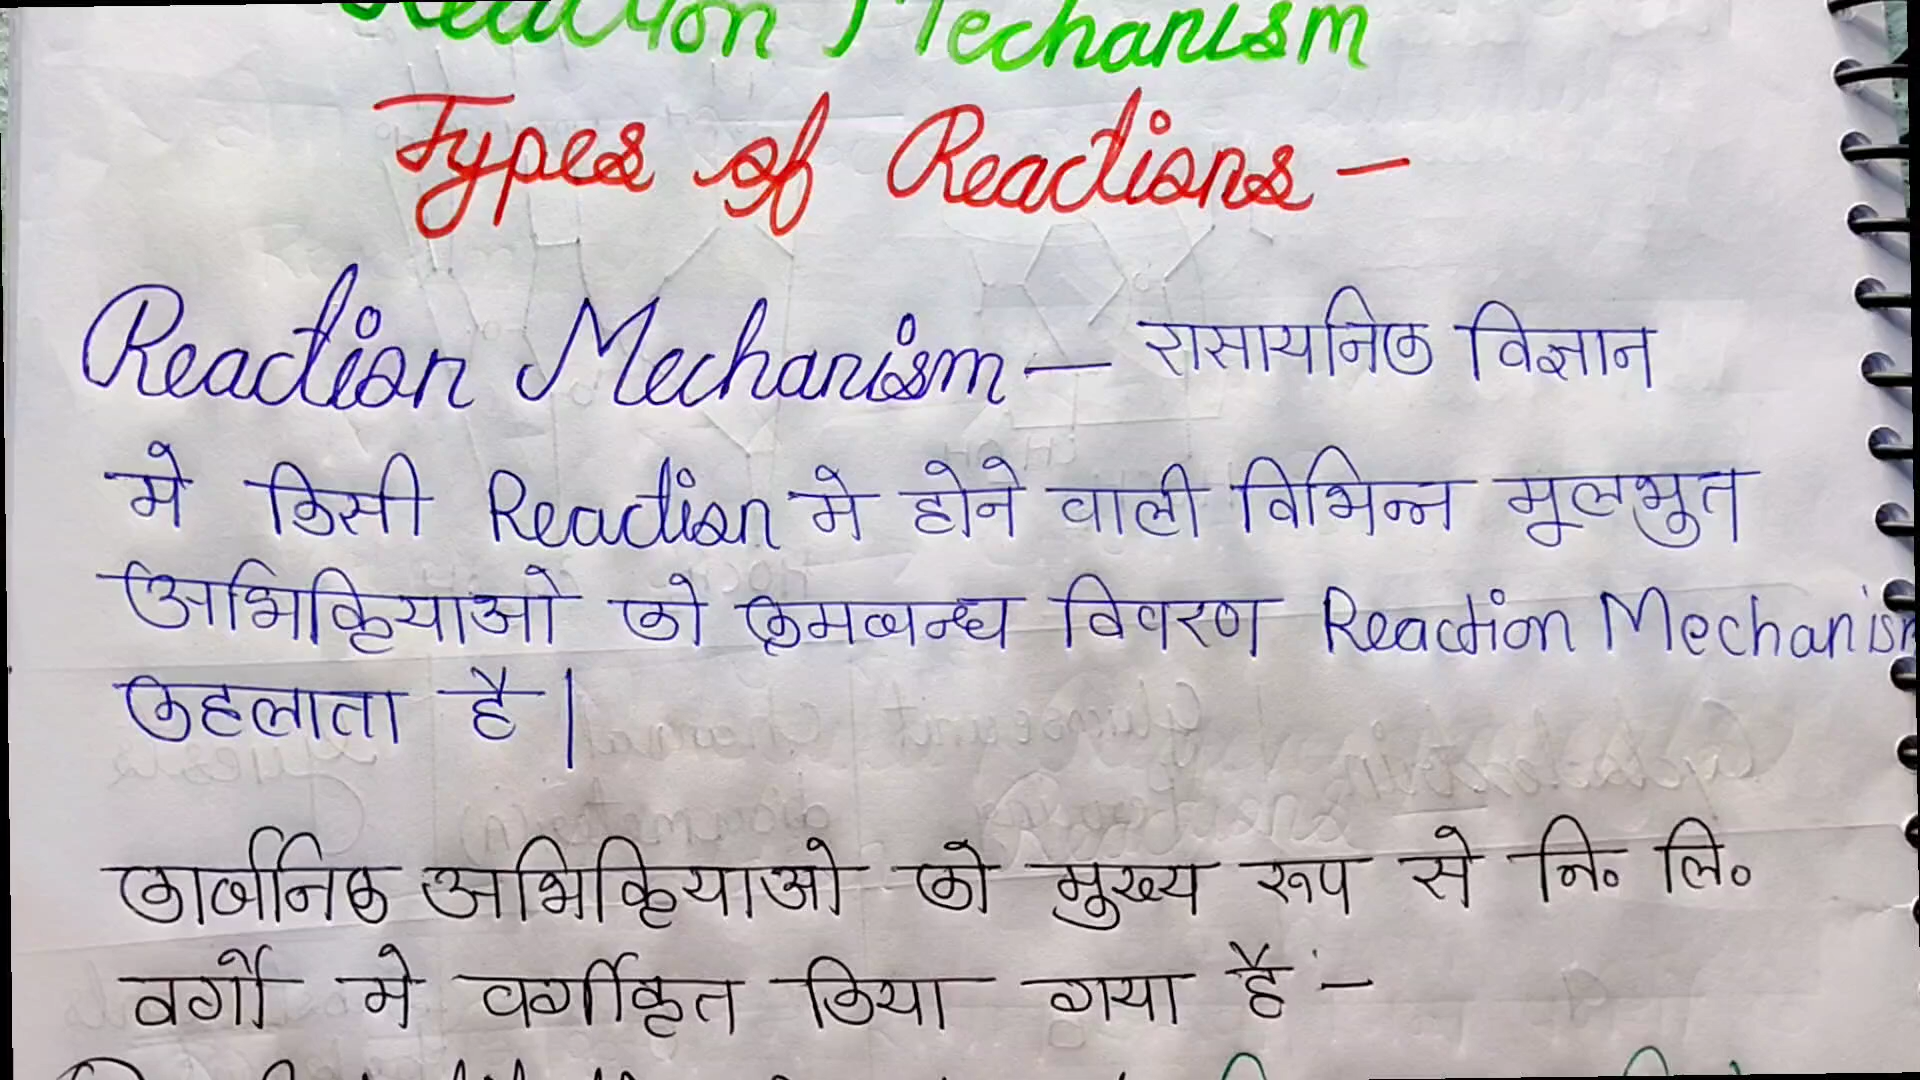 Reaction Mechanism
Types of Reactions -
Reaction Mechanism - रासायनिक विज्ञान
मे किसी Reaction मे होने वाली विभिन्न मूलभुत
अभिक्रियाओ को क्रमबन्ध विवरण Reaction Mechanism
कहलाता है |
कार्बनिक अभिक्रियाओ को मुख्य रूप से नि० लि०
वर्गो मे वर्गीकृत किया गया है :-